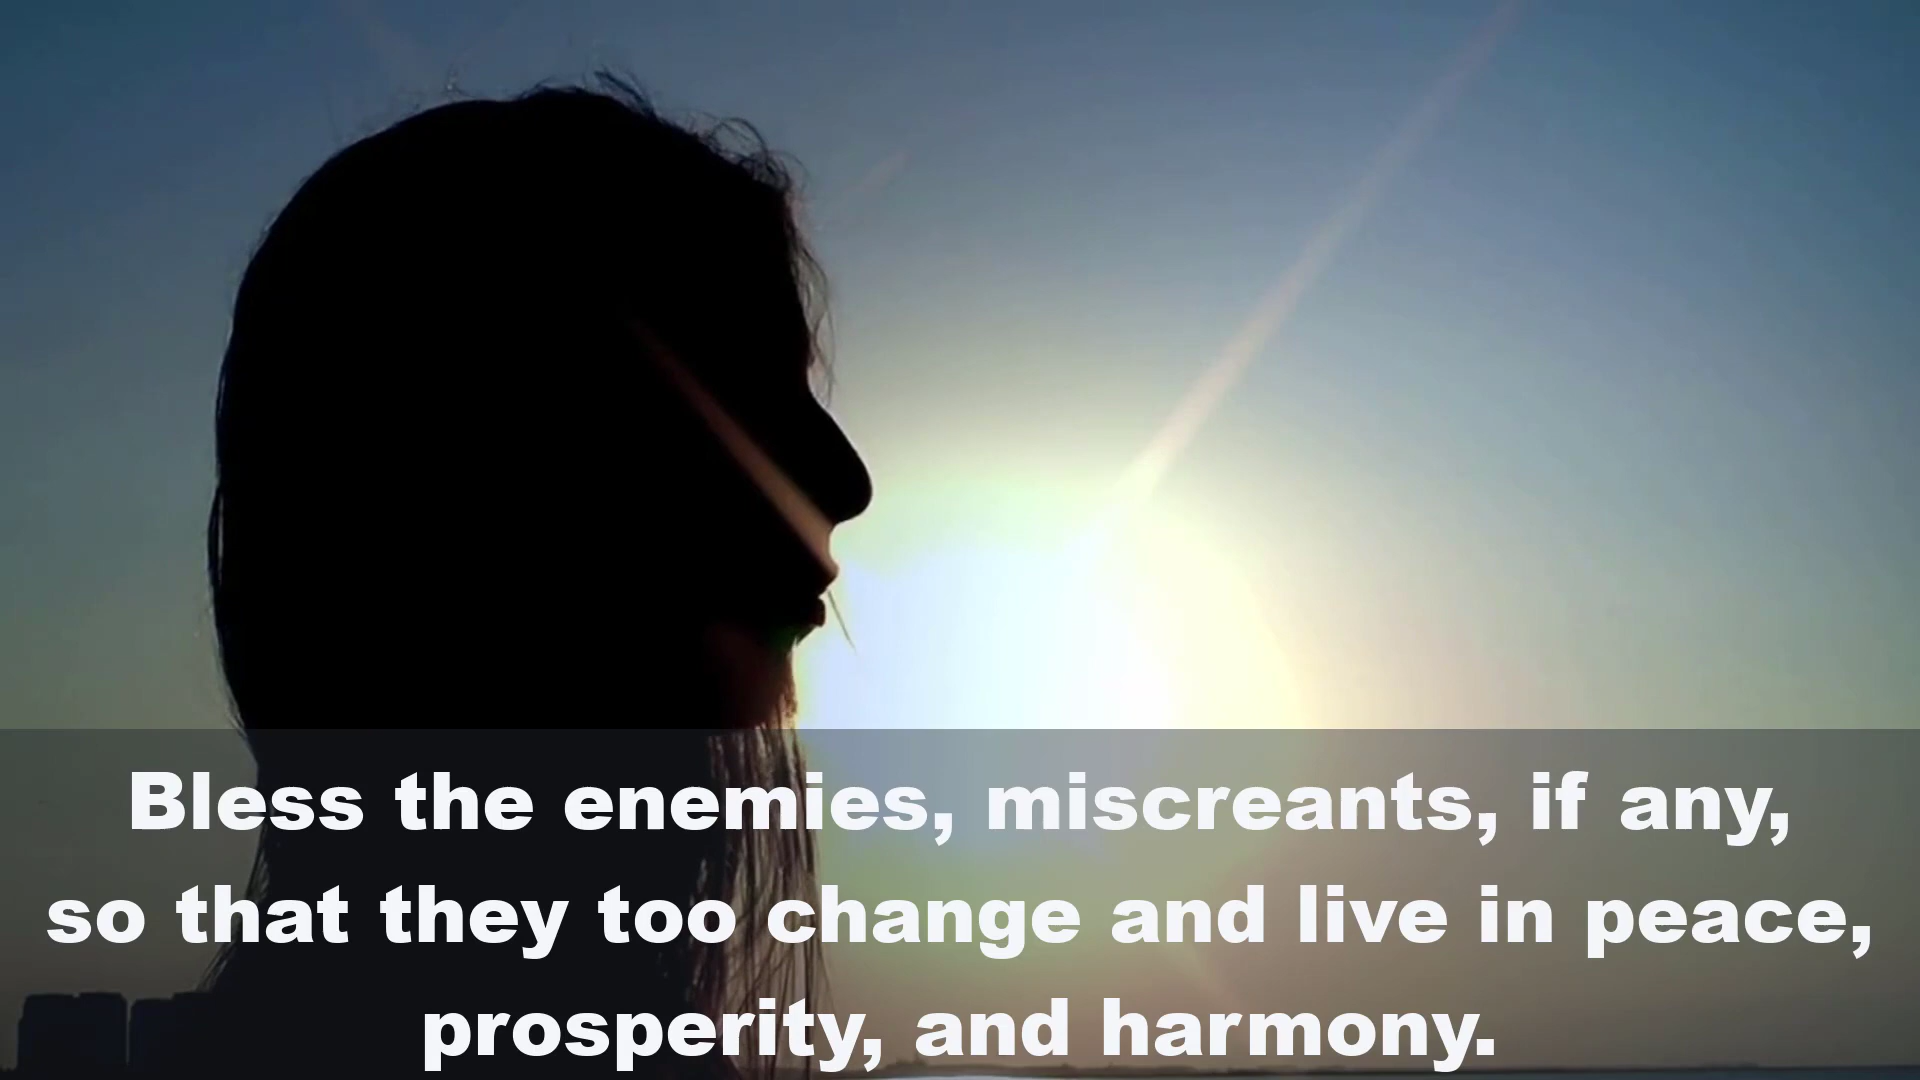 Bless the enemies, miscreants, if any,
so that they too change and live in peace,
prosperity, and harmony.